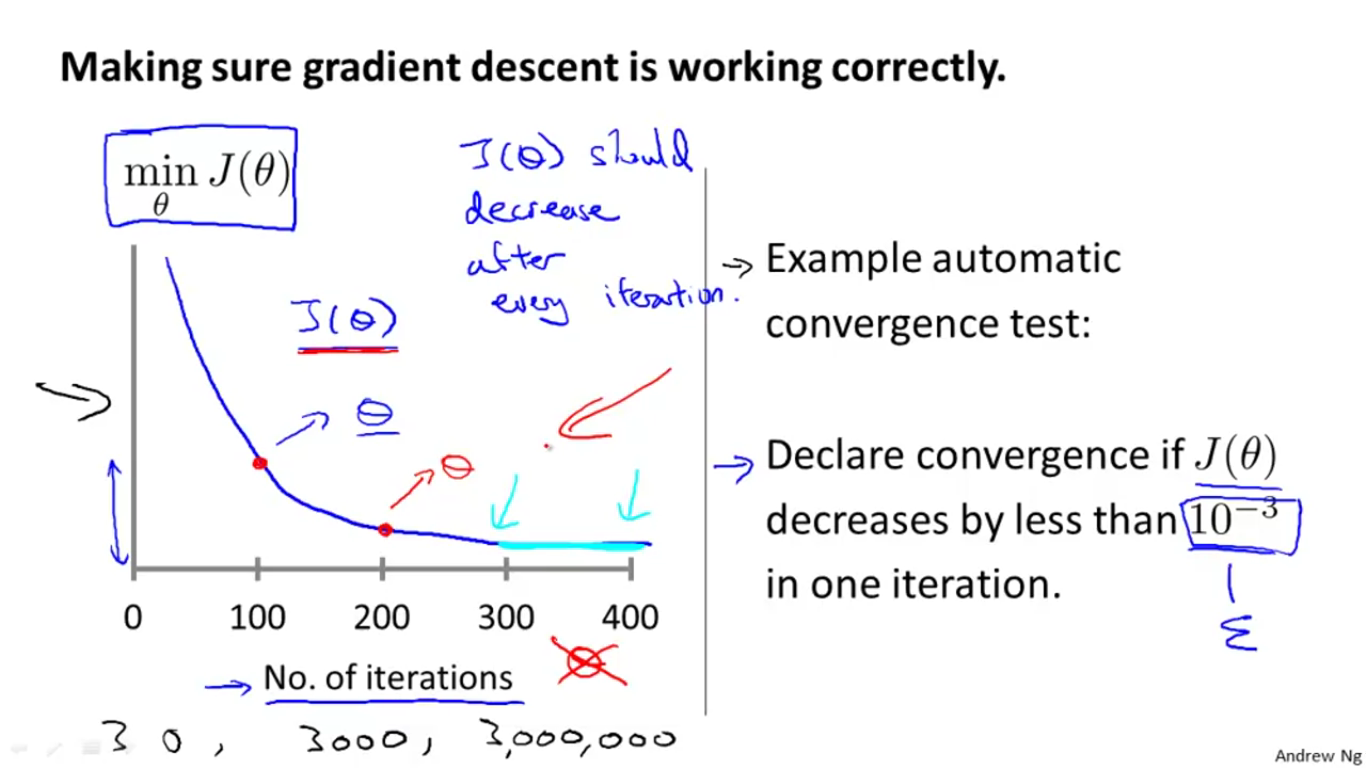 Making sure gradient descent is working correctly.
min J(θ)
θ
J(θ) should
decrease
after
every iteration.
J(θ)
θ
θ
0 100 200 300 400
→ No. of iterations
θ
30, 3000, 3,000,000
→ Example automatic
convergence test:
→ Declare convergence if J(θ)
decreases by less than 10⁻³
in one iteration.
ε
Andrew Ng